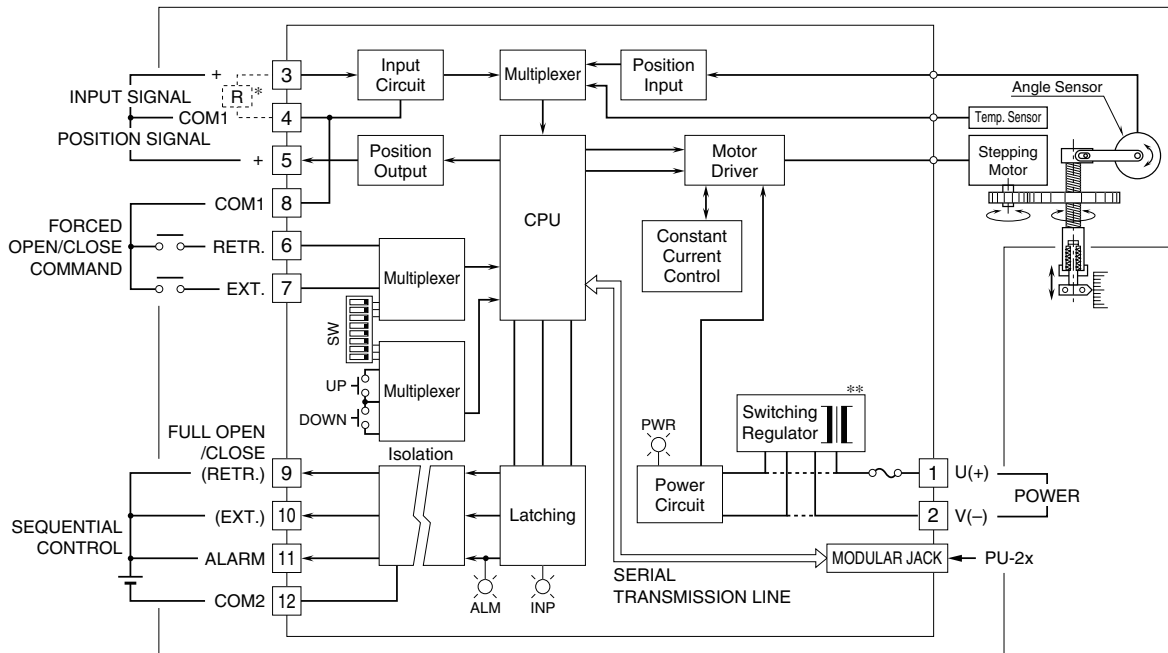 INPUT SIGNAL
+
3
R
*
COM1
4
POSITION SIGNAL
+
5
Input
Circuit
Multiplexer
Position
Input
Angle Sensor
Temp. Sensor
Position
Output
CPU
Motor
Driver
Stepping
Motor
COM1
8
FORCED
OPEN/CLOSE
COMMAND
RETR.
6
EXT.
7
Multiplexer
Constant
Current
Control
SW
UP
DOWN
Multiplexer
**
Switching
Regulator
PWR
Power
Circuit
1
U(+)
POWER
2
V(–)
FULL OPEN
/CLOSE
(RETR.)
9
Isolation
Latching
SEQUENTIAL
CONTROL
(EXT.)
10
ALARM
11
COM2
12
ALM
INP
SERIAL
TRANSMISSION LINE
MODULAR JACK
PU-2x